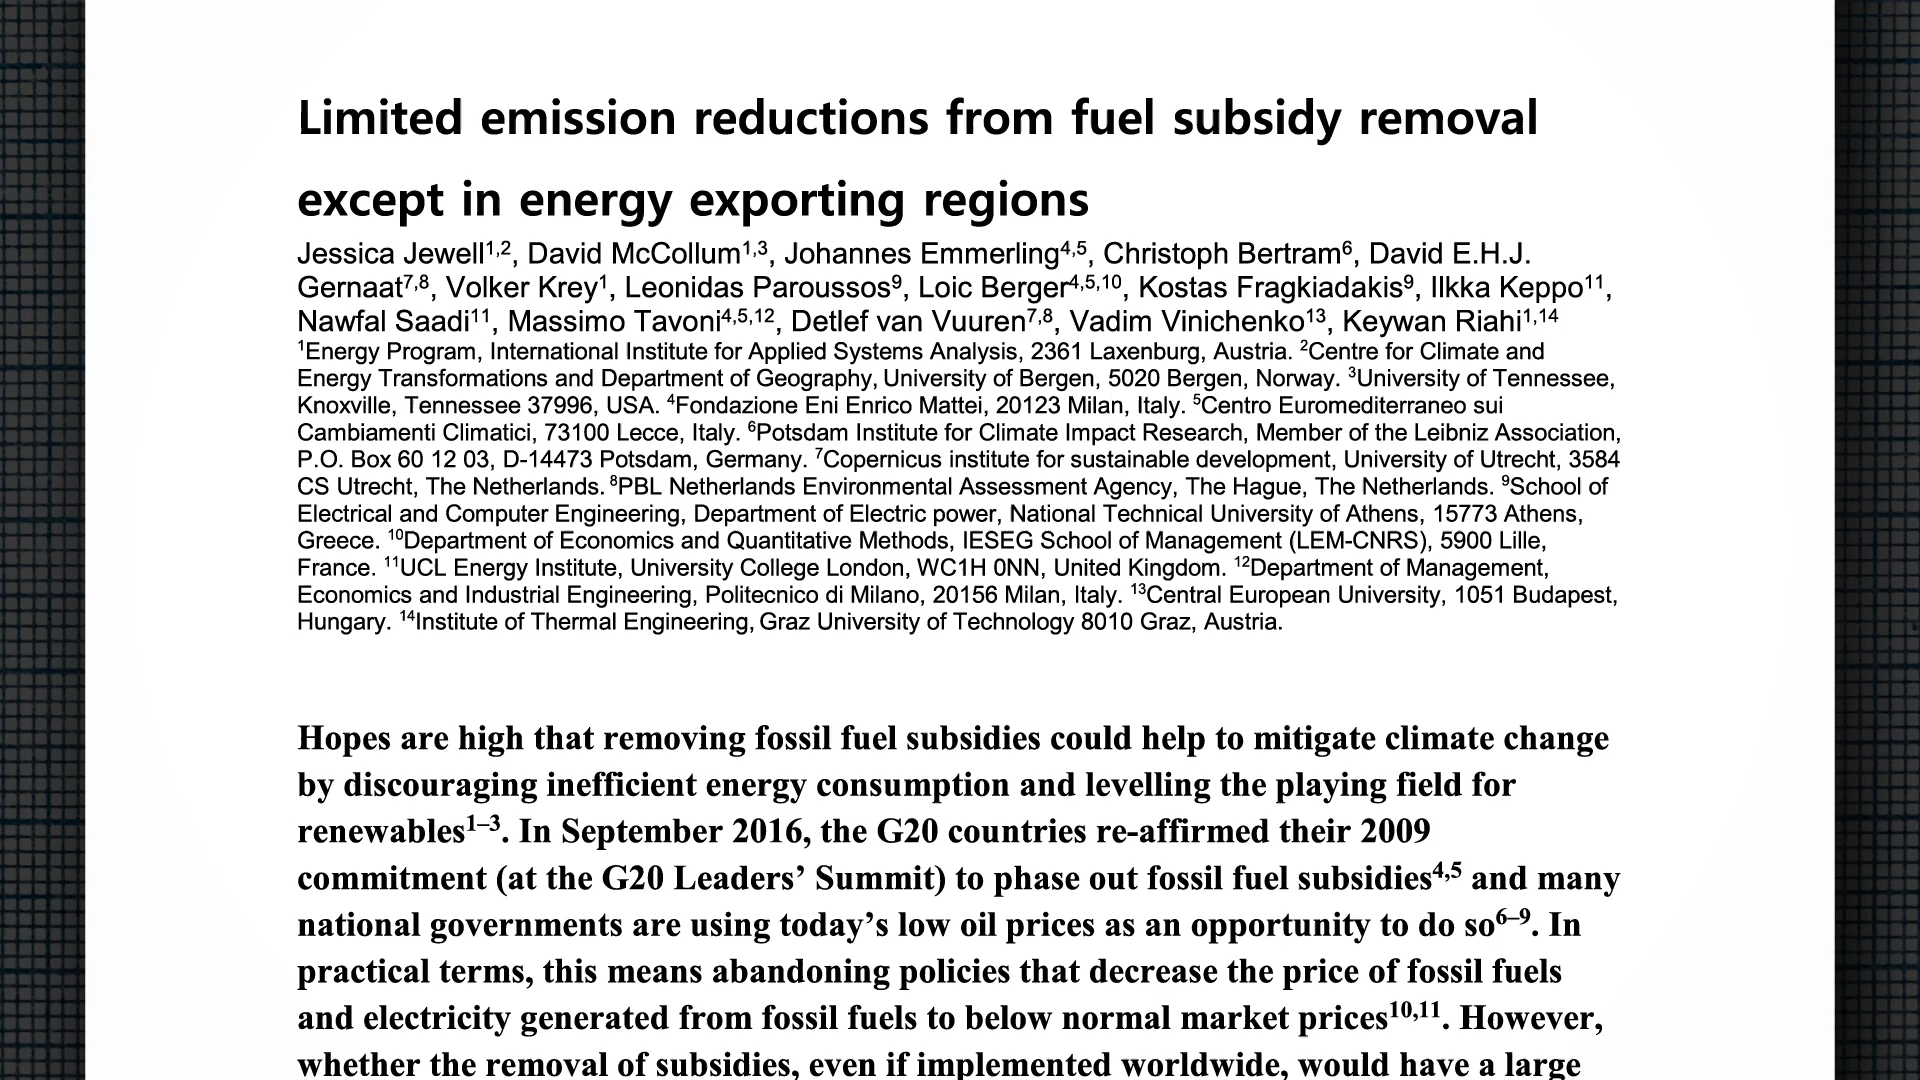 Limited emission reductions from fuel subsidy removal
except in energy exporting regions
Jessica Jewell1,2, David McCollum1,3, Johannes Emmerling4,5, Christoph Bertram6, David E.H.J.
Gernaat7,8, Volker Krey1, Leonidas Paroussos9, Loic Berger4,5,10, Kostas Fragkiadakis9, Ilkka Keppo11,
Nawfal Saadi11, Massimo Tavoni4,5,12, Detlef van Vuuren7,8, Vadim Vinichenko13, Keywan Riahi1,14
1Energy Program, International Institute for Applied Systems Analysis, 2361 Laxenburg, Austria. 2Centre for Climate and
Energy Transformations and Department of Geography, University of Bergen, 5020 Bergen, Norway. 3University of Tennessee,
Knoxville, Tennessee 37996, USA. 4Fondazione Eni Enrico Mattei, 20123 Milan, Italy. 5Centro Euromediterraneo sui
Cambiamenti Climatici, 73100 Lecce, Italy. 6Potsdam Institute for Climate Impact Research, Member of the Leibniz Association,
P.O. Box 60 12 03, D-14473 Potsdam, Germany. 7Copernicus institute for sustainable development, University of Utrecht, 3584
CS Utrecht, The Netherlands. 8PBL Netherlands Environmental Assessment Agency, The Hague, The Netherlands. 9School of
Electrical and Computer Engineering, Department of Electric power, National Technical University of Athens, 15773 Athens,
Greece. 10Department of Economics and Quantitative Methods, IESEG School of Management (LEM-CNRS), 5900 Lille,
France. 11UCL Energy Institute, University College London, WC1H 0NN, United Kingdom. 12Department of Management,
Economics and Industrial Engineering, Politecnico di Milano, 20156 Milan, Italy. 13Central European University, 1051 Budapest,
Hungary. 14Institute of Thermal Engineering, Graz University of Technology 8010 Graz, Austria.
Hopes are high that removing fossil fuel subsidies could help to mitigate climate change
by discouraging inefficient energy consumption and levelling the playing field for
renewables1–3. In September 2016, the G20 countries re-affirmed their 2009
commitment (at the G20 Leaders’ Summit) to phase out fossil fuel subsidies4,5 and many
national governments are using today’s low oil prices as an opportunity to do so6–9. In
practical terms, this means abandoning policies that decrease the price of fossil fuels
and electricity generated from fossil fuels to below normal market prices10,11. However,
whether the removal of subsidies, even if implemented worldwide, would have a large